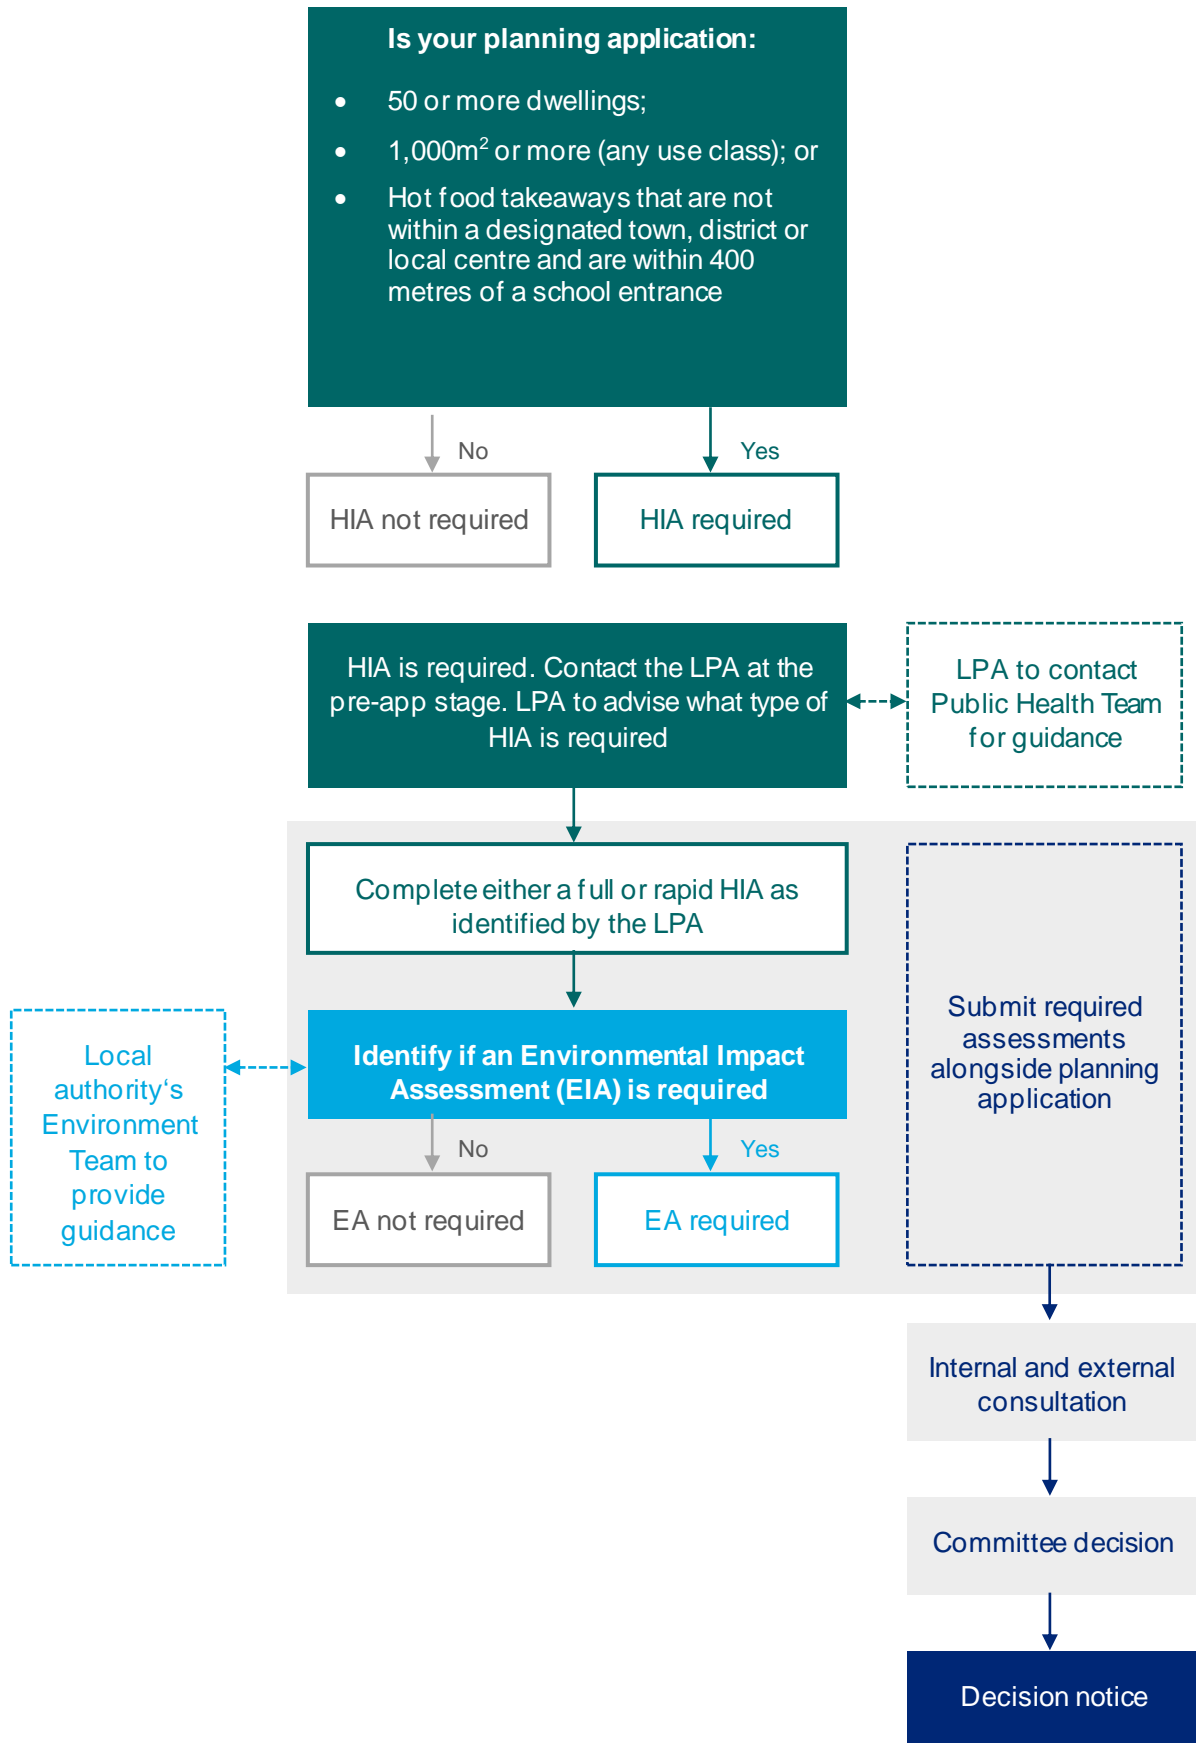 Is your planning application:
• 50 or more dwellings;
• 1,000m² or more (any use class); or
• Hot food takeaways that are not
within a designated town, district or
local centre and are within 400
metres of a school entrance
No
Yes
HIA not required
HIA required
HIA is required. Contact the LPA at the
pre-app stage. LPA to advise what type of
HIA is required
LPA to contact
Public Health Team
for guidance
Complete either a full or rapid HIA as
identified by the LPA
Submit required
assessments
alongside planning
application
Local
authority‘s
Environment
Team to
provide
guidance
Identify if an Environmental Impact
Assessment (EIA) is required
No
Yes
EA not required
EA required
Internal and external
consultation
Committee decision
Decision notice